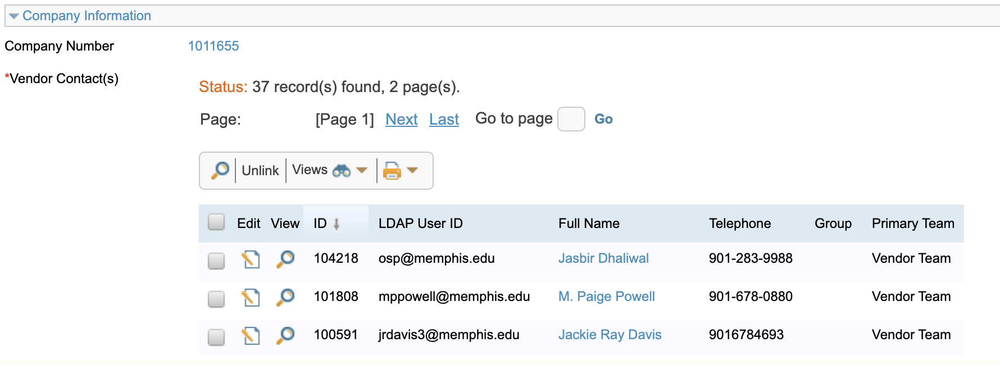 Company Information
Company Number 1011655
*Vendor Contact(s)
Status: 37 record(s) found, 2 page(s).
Page: [Page 1] Next Last Go to page Go
Unlink Views
Edit View ID LDAP User ID Full Name Telephone Group Primary Team
104218 osp@memphis.edu Jasbir Dhaliwal 901-283-9988 Vendor Team
101808 mppowell@memphis.edu M. Paige Powell 901-678-0880 Vendor Team
100591 jrdavis3@memphis.edu Jackie Ray Davis 9016784693 Vendor Team